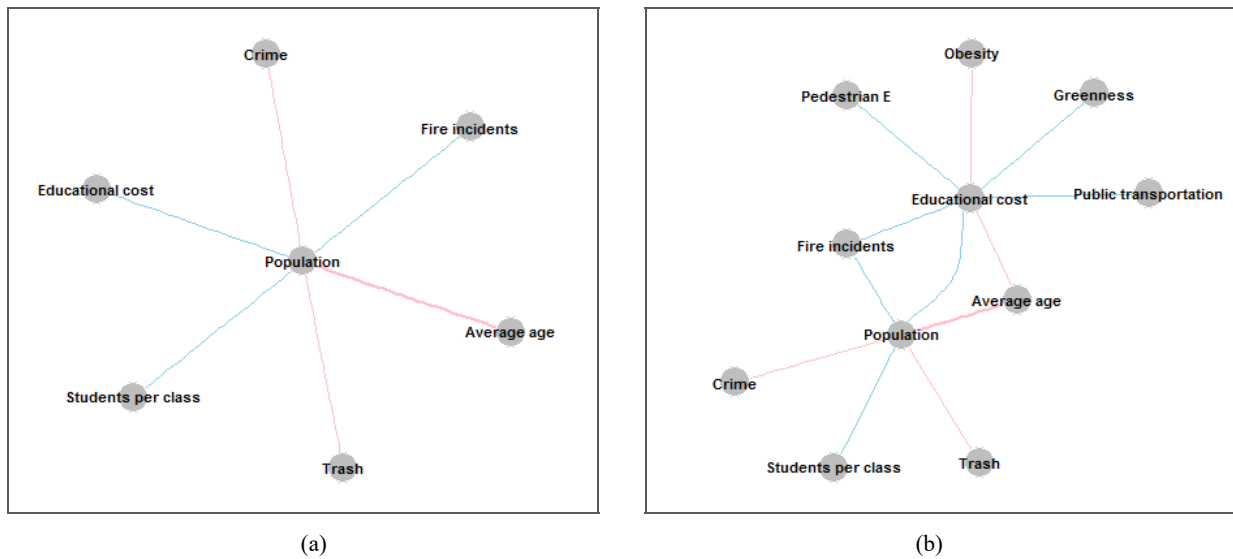 Crime
Fire incidents
Educational cost
Population
Average age
Students per class
Trash
(a)
Obesity
Pedestrian E
Greenness
Public transportation
Educational cost
Fire incidents
Average age
Population
Crime
Students per class
Trash
(b)